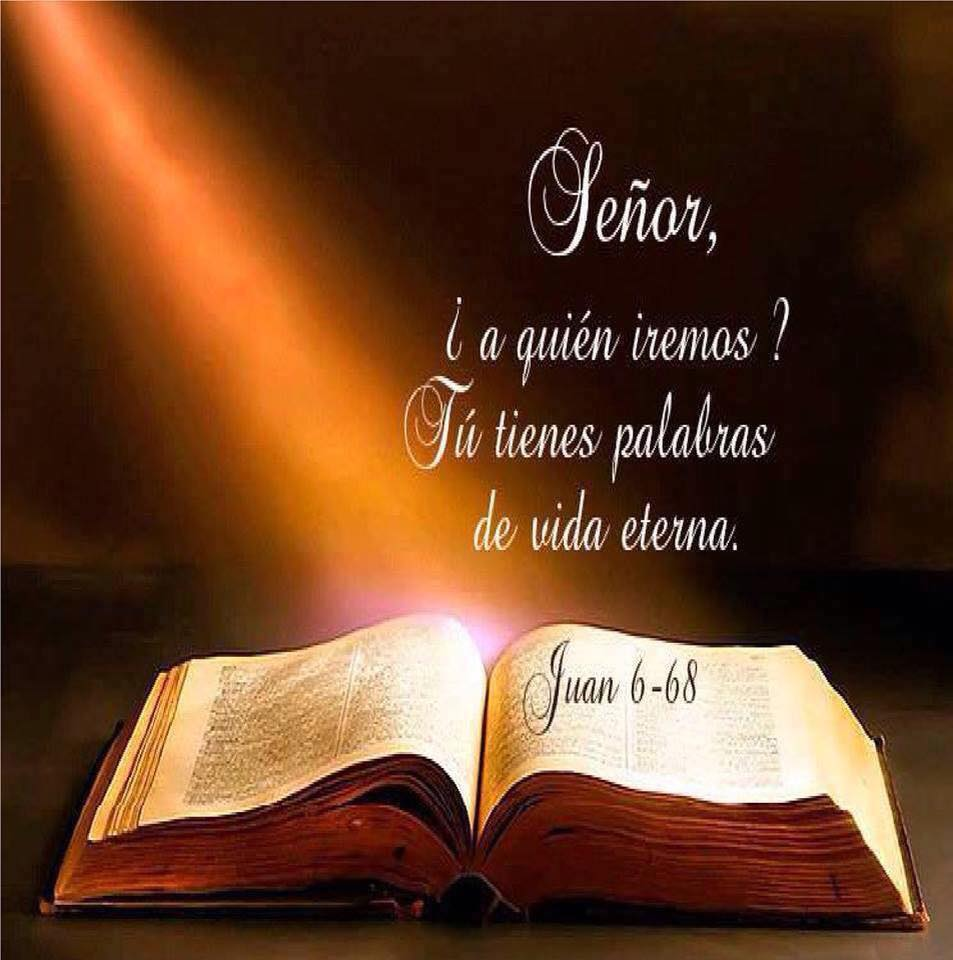 Señor,
¿ a quién iremos ?
Tú tienes palabras
de vida eterna.
Juan 6-68